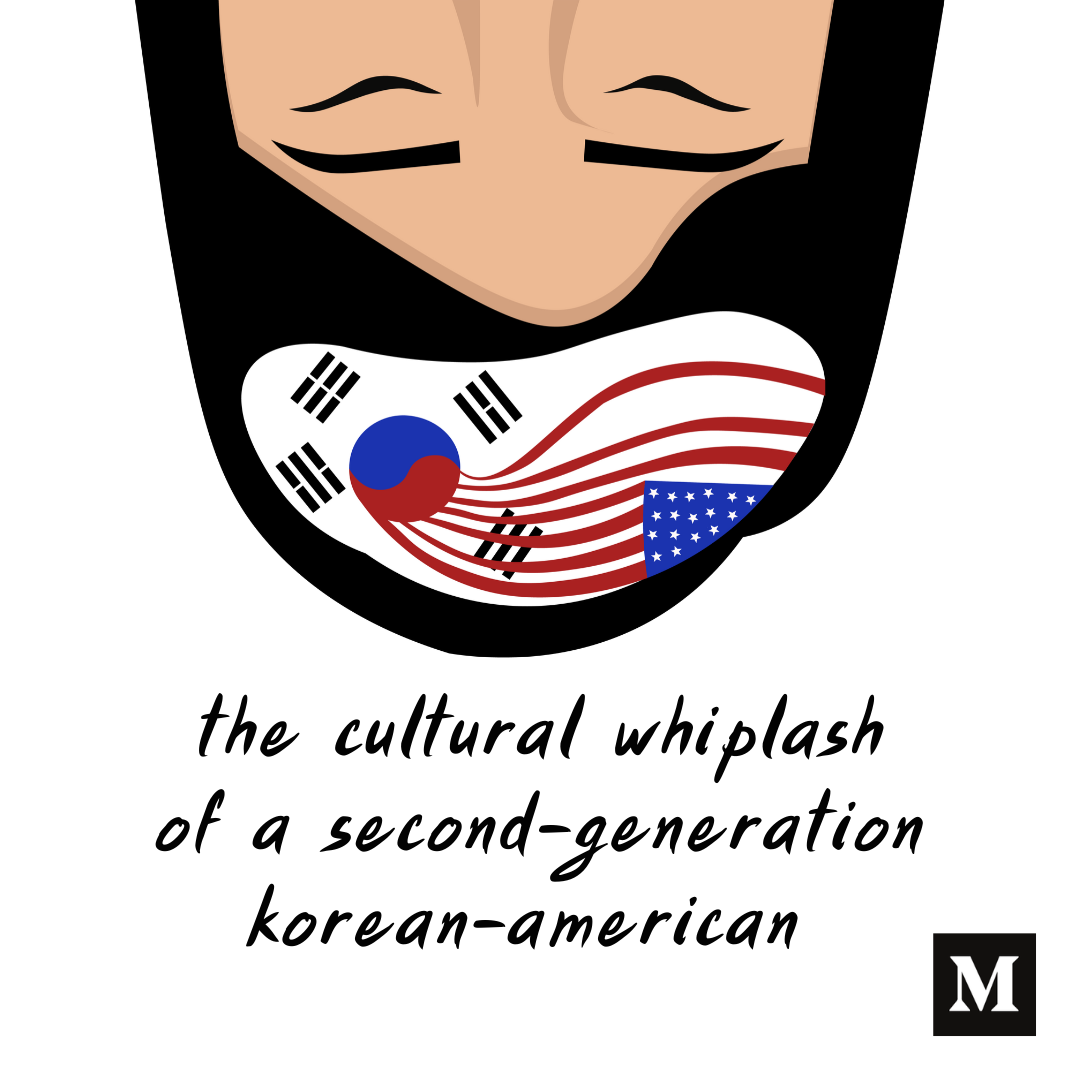 the cultural whiplash
of a second-generation
korean-american
M